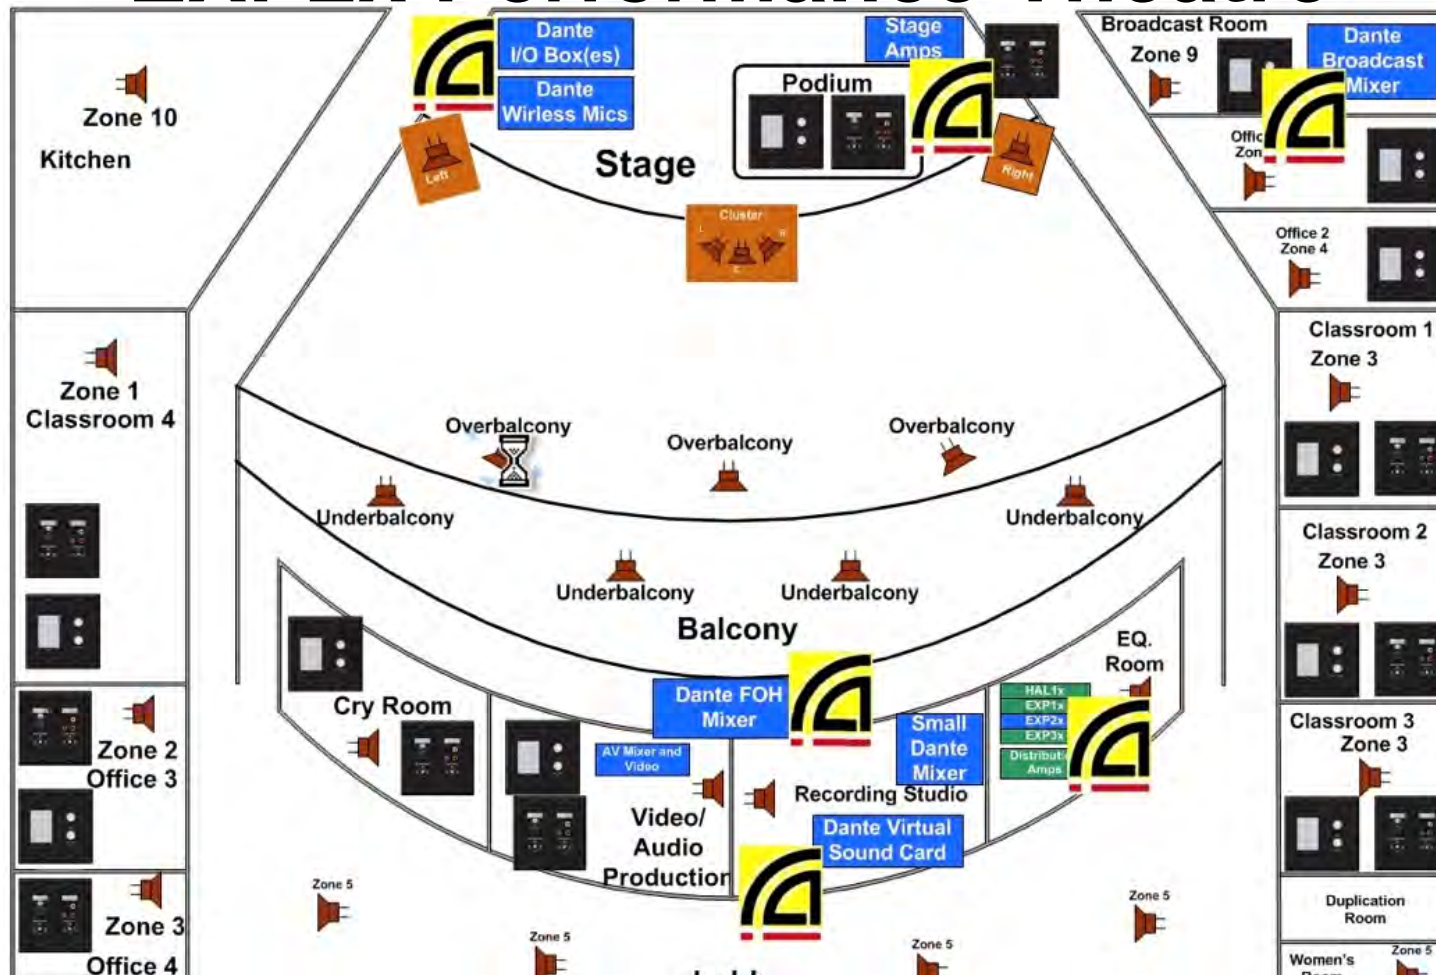 Performance Theatre
Dante
I/O Box(es)
Dante
Wirless Mics
Stage
Amps
Broadcast Room
Zone 9
Dante
Broadcast
Mixer
Podium
Zone 10
Kitchen
Stage
Left
Right
Cluster
L
R
C
Office 2
Zone 4
Classroom 1
Zone 3
Zone 1
Classroom 4
Overbalcony
Overbalcony
Overbalcony
Underbalcony
Underbalcony
Underbalcony
Underbalcony
Classroom 2
Zone 3
Balcony
EQ.
Room
Dante FOH
Mixer
Cry Room
HAL1x
EXP1x
EXP2x
EXP3x
Amps
Small
Dante
Mixer
AV Mixer and
Video
Zone 2
Office 3
Classroom 3
Zone 3
Recording Studio
Video/
Audio
Production
Dante Virtual
Sound Card
Zone 3
Office 4
Zone 5
Zone 5
Zone 5
Zone 5
Duplication
Room
Women's
Zone 5